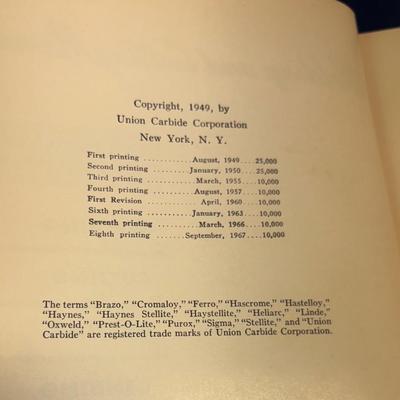 Copyright, 1949, by
Union Carbide Corporation
New York, N. Y.
First printing ............August, 1949....25,000
Second printing ..........January, 1950....25,000
Third printing .............March, 1955....10,000
Fourth printing ...........August, 1957....10,000
First Revision ..............April, 1960....10,000
Sixth printing ...........January, 1963....10,000
Seventh printing ...........March, 1966....10,000
Eighth printing .......September, 1967....10,000
The terms “Brazo,” “Cromaloy,” “Ferro,” “Hascrome,” “Hastelloy,”
“Haynes,” “Haynes Stellite,” “Haystellite,” “Heliarc,” “Linde,”
“Oxweld,” “Prest-O-Lite,” “Purox,” “Sigma,” “Stellite,” and “Union
Carbide” are registered trade marks of Union Carbide Corporation.